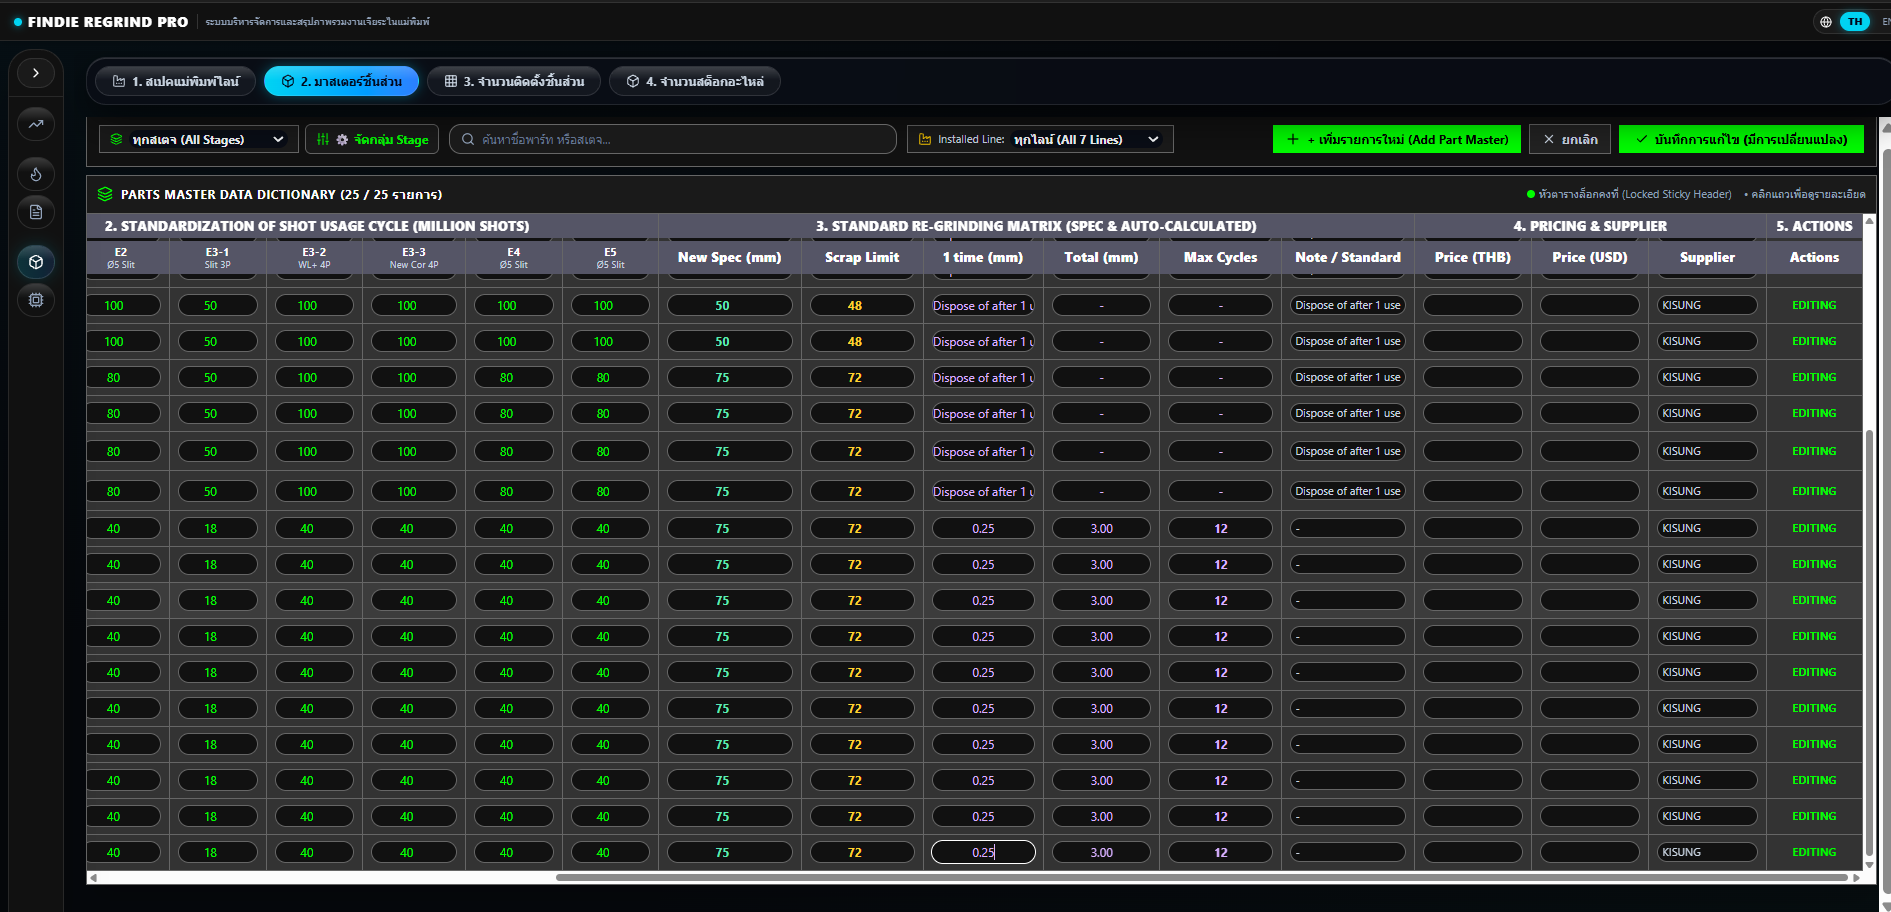 FINDIE REGRIND PRO ระบบบริหารจัดการและสรุปภาพรวมงานเจียระไนแม่พิมพ์ TH EN
1. สเปคแม่พิมพ์ไลน์ 2. มาสเตอร์ชิ้นส่วน 3. จำนวนติดตั้งชิ้นส่วน 4. จำนวนสต็อกอะไหล่
ทุกสเตจ (All Stages) จัดกลุ่ม Stage ค้นหาชื่อพาร์ท หรือสเตจ... Installed Line: ทุกไลน์ (All 7 Lines) + เพิ่มรายการใหม่ (Add Part Master) ยกเลิก บันทึกการแก้ไข (มีการเปลี่ยนแปลง)
PARTS MASTER DATA DICTIONARY (25 / 25 รายการ) หัวตารางล็อกคงที่ (Locked Sticky Header) • คลิกแถวเพื่อดูรายละเอียด
2. STANDARDIZATION OF SHOT USAGE CYCLE (MILLION SHOTS) 3. STANDARD RE-GRINDING MATRIX (SPEC & AUTO-CALCULATED) 4. PRICING & SUPPLIER 5. ACTIONS
E2 E3-1 E3-2 E3-3 E4 E5 New Spec (mm) Scrap Limit 1 time (mm) Total (mm) Max Cycles Note / Standard Price (THB) Price (USD) Supplier Actions
Ø5 Slit Slit 3P WL+ 4P New Cor 4P Ø5 Slit Ø5 Slit
100 50 100 100 100 100 50 48 Dispose of after 1 u - - Dispose of after 1 use KISUNG EDITING
100 50 100 100 100 100 50 48 Dispose of after 1 u - - Dispose of after 1 use KISUNG EDITING
80 50 100 100 80 80 75 72 Dispose of after 1 u - - Dispose of after 1 use KISUNG EDITING
80 50 100 100 80 80 75 72 Dispose of after 1 u - - Dispose of after 1 use KISUNG EDITING
80 50 100 100 80 80 75 72 Dispose of after 1 u - - Dispose of after 1 use KISUNG EDITING
80 50 100 100 80 80 75 72 Dispose of after 1 u - - Dispose of after 1 use KISUNG EDITING
40 18 40 40 40 40 75 72 0.25 3.00 12 - KISUNG EDITING
40 18 40 40 40 40 75 72 0.25 3.00 12 - KISUNG EDITING
40 18 40 40 40 40 75 72 0.25 3.00 12 - KISUNG EDITING
40 18 40 40 40 40 75 72 0.25 3.00 12 - KISUNG EDITING
40 18 40 40 40 40 75 72 0.25 3.00 12 - KISUNG EDITING
40 18 40 40 40 40 75 72 0.25 3.00 12 - KISUNG EDITING
40 18 40 40 40 40 75 72 0.25 3.00 12 - KISUNG EDITING
40 18 40 40 40 40 75 72 0.25 3.00 12 - KISUNG EDITING
40 18 40 40 40 40 75 72 0.25 3.00 12 - KISUNG EDITING
40 18 40 40 40 40 75 72 0.25 3.00 12 - KISUNG EDITING